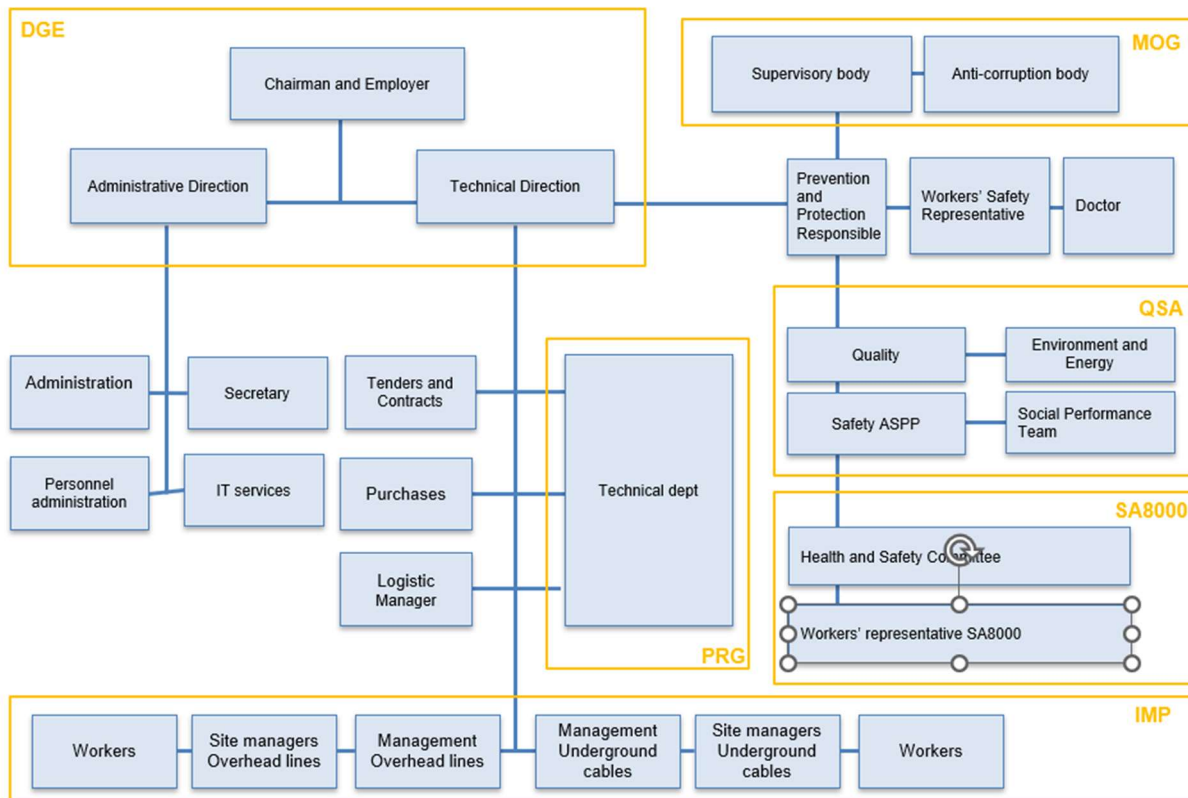 DGE
MOG
Chairman and Employer
Supervisory body
Anti-corruption body
Administrative Direction
Technical Direction
Prevention
and
Protection
Responsible
Workers’ Safety
Representative
Doctor
QSA
Quality
Environment and
Energy
Administration
Secretary
Tenders and
Contracts
Technical dept
Safety ASPP
Social Performance
Team
Personnel
administration
IT services
Purchases
SA8000
Health and Safety Committee
Logistic
Manager
Workers’ representative SA8000
PRG
IMP
Workers
Site managers
Overhead lines
Management
Overhead lines
Management
Underground
cables
Site managers
Underground
cables
Workers